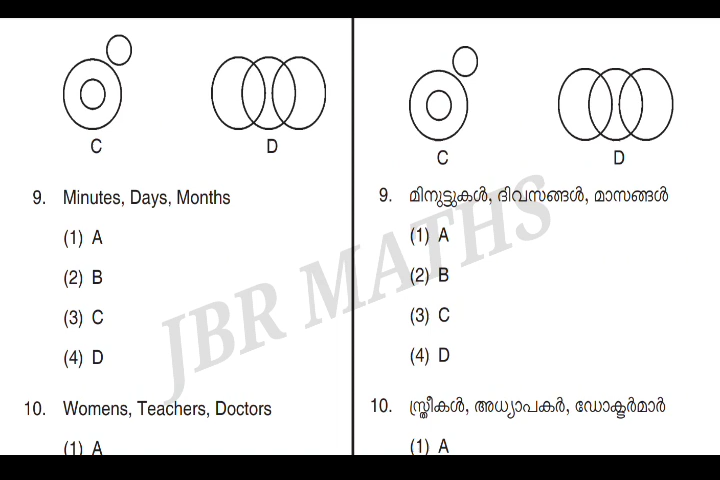 C
D
9. Minutes, Days, Months
(1) A
(2) B
(3) C
(4) D
10. Womens, Teachers, Doctors
(1) A
C
D
9. മിനുട്ടുകൾ, ദിവസങ്ങൾ, മാസങ്ങൾ
(1) A
(2) B
(3) C
(4) D
10. സ്ത്രീകൾ, അധ്യാപകർ, ഡോക്ടർമാർ
(1) A
JBR MATHS